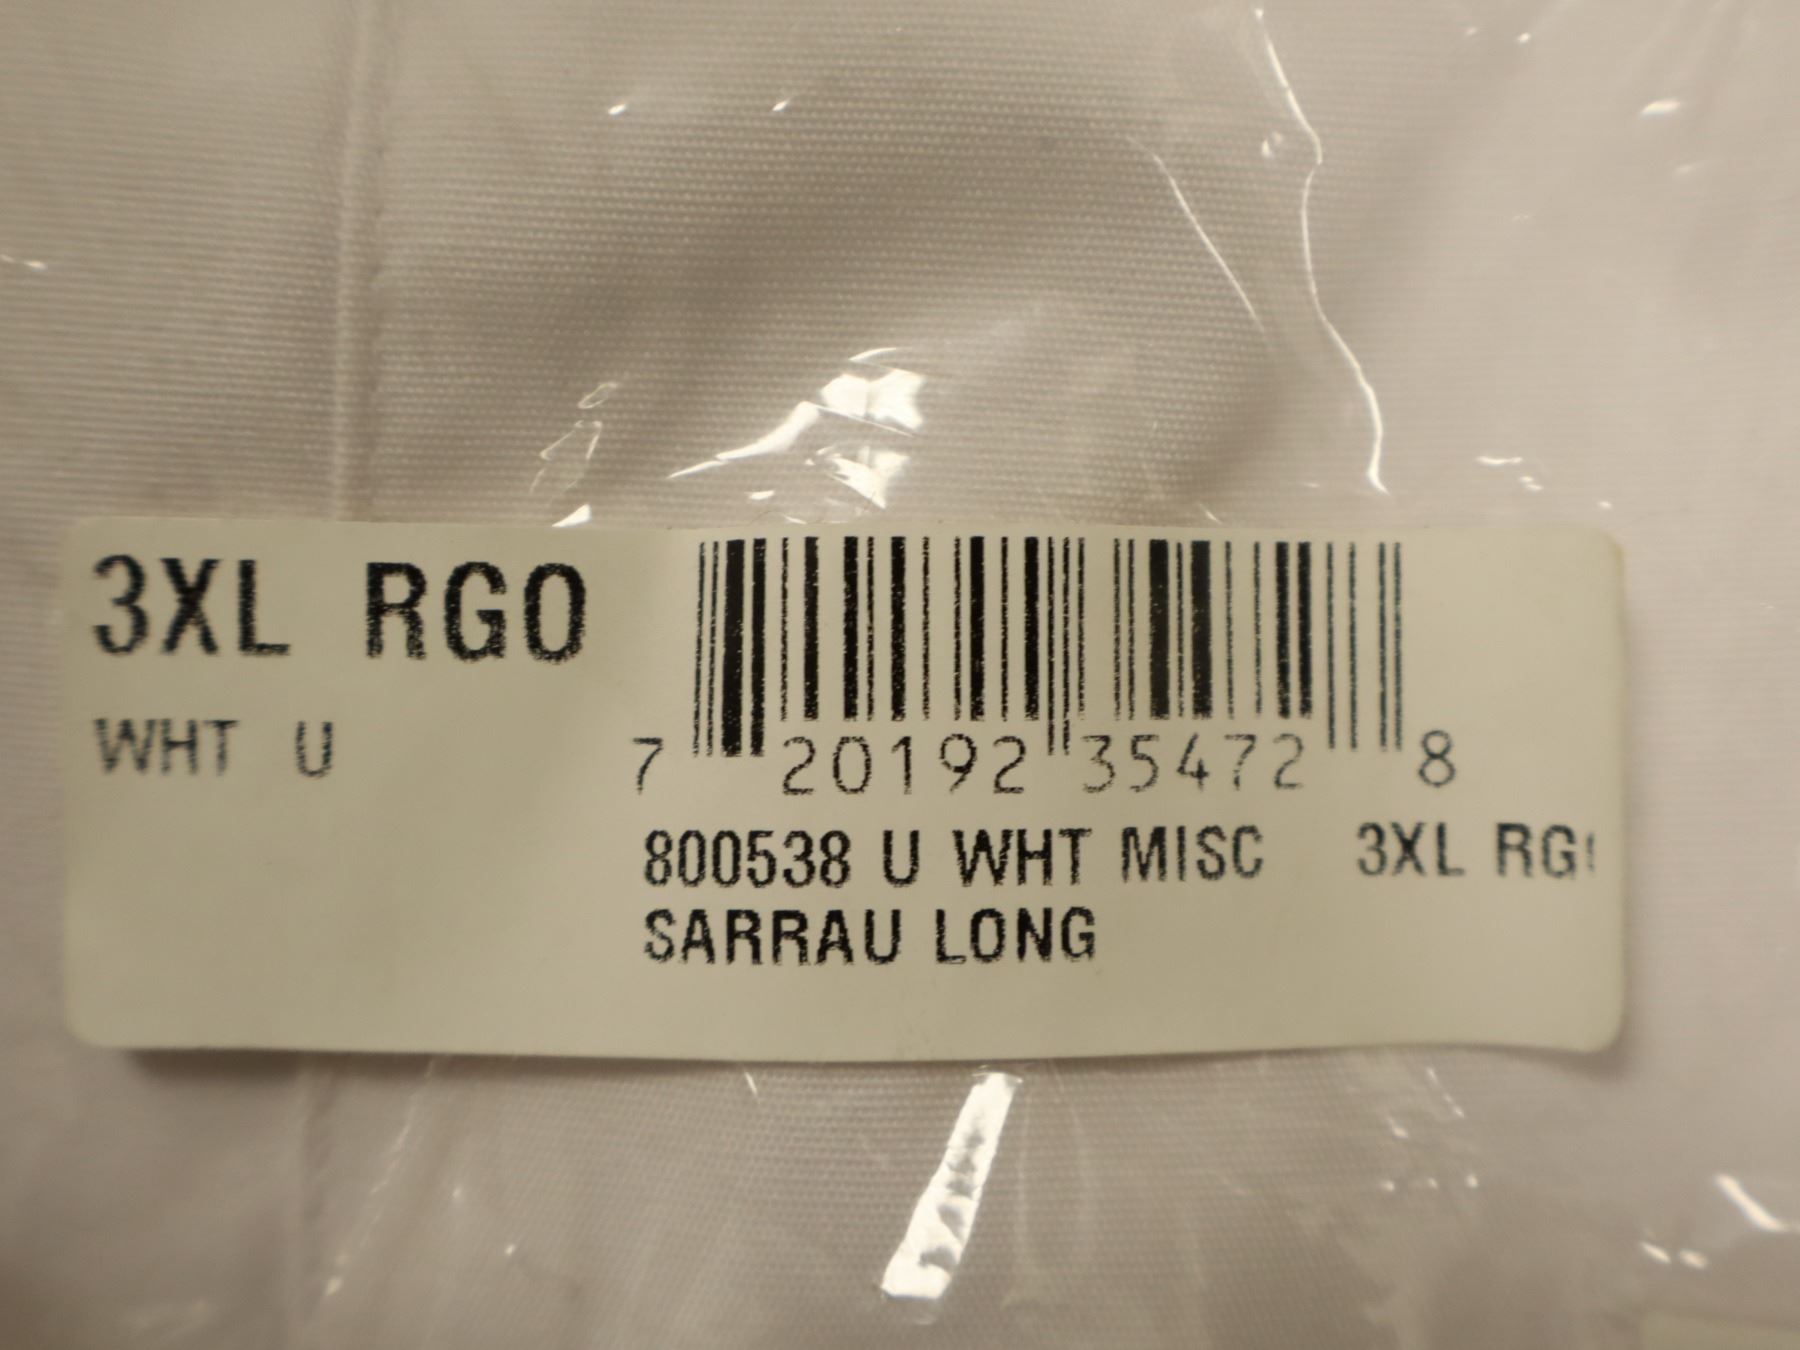 3XL RGO
WHT U
7 20192 35472 8
800538 U WHT MISC 3XL RG
SARRAU LONG